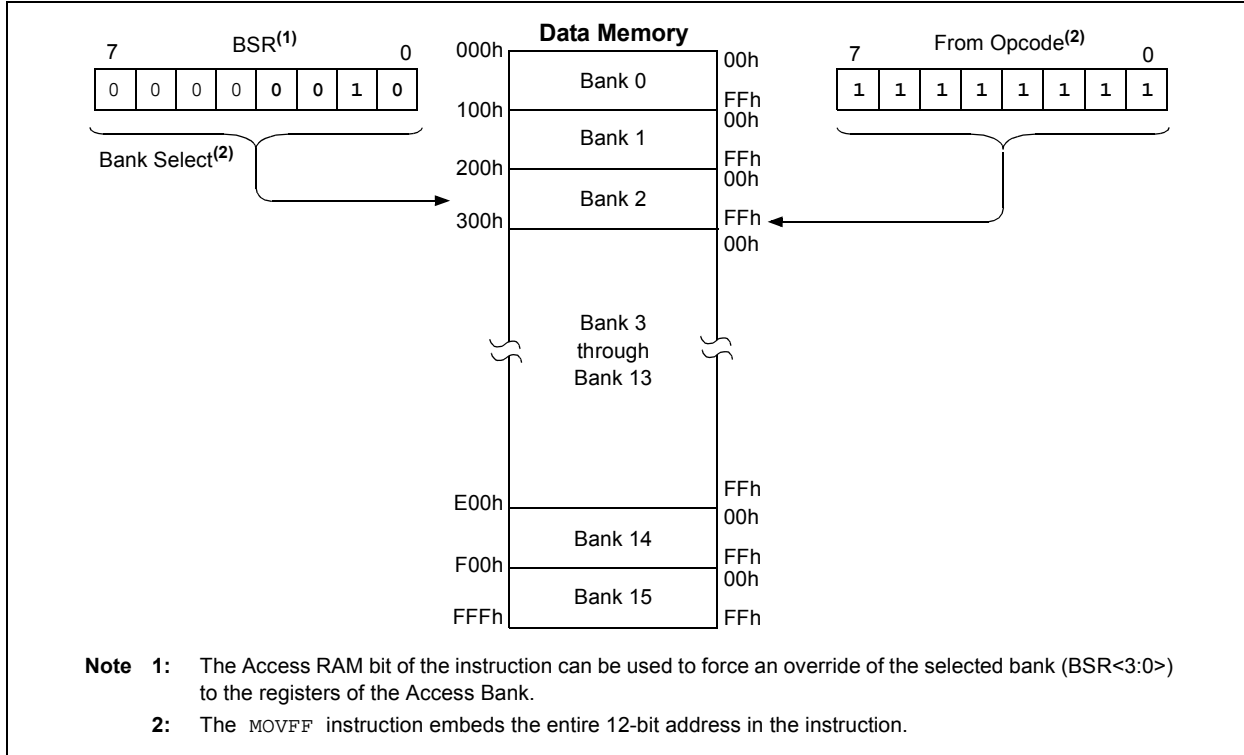 Data Memory
7 BSR(1) 0
0 0 0 0 0 0 1 0
Bank Select(2)
7 From Opcode(2) 0
1 1 1 1 1 1 1 1
000h Bank 0 00h
FFh
100h Bank 1 00h
FFh
200h Bank 2 00h
FFh
300h 00h
Bank 3
through
Bank 13
FFh
E00h Bank 14 00h
FFh
F00h Bank 15 00h
FFFh FFh
Note 1: The Access RAM bit of the instruction can be used to force an override of the selected bank (BSR<3:0>)
to the registers of the Access Bank.
2: The MOVFF instruction embeds the entire 12-bit address in the instruction.